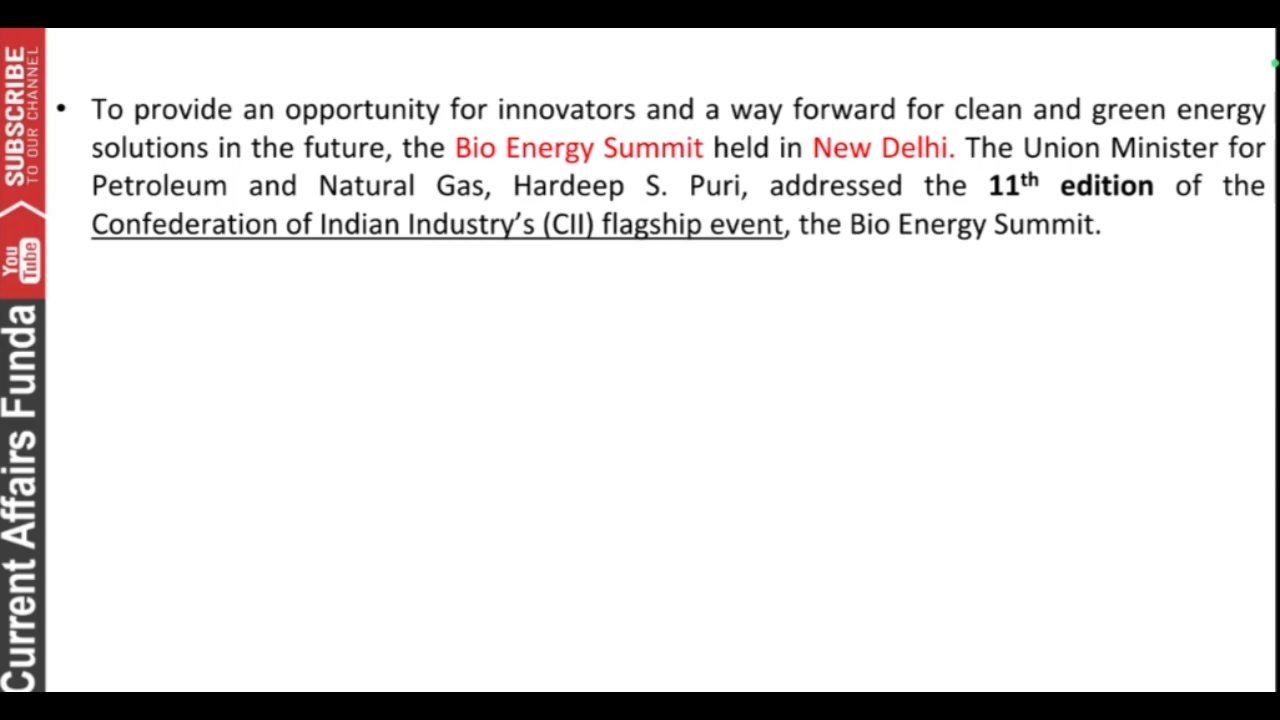 • To provide an opportunity for innovators and a way forward for clean and green energy
solutions in the future, the Bio Energy Summit held in New Delhi. The Union Minister for
Petroleum and Natural Gas, Hardeep S. Puri, addressed the 11th edition of the
Confederation of Indian Industry’s (CII) flagship event, the Bio Energy Summit.
SUBSCRIBE
TO OUR CHANNEL
You
Tube
Current Affairs Funda